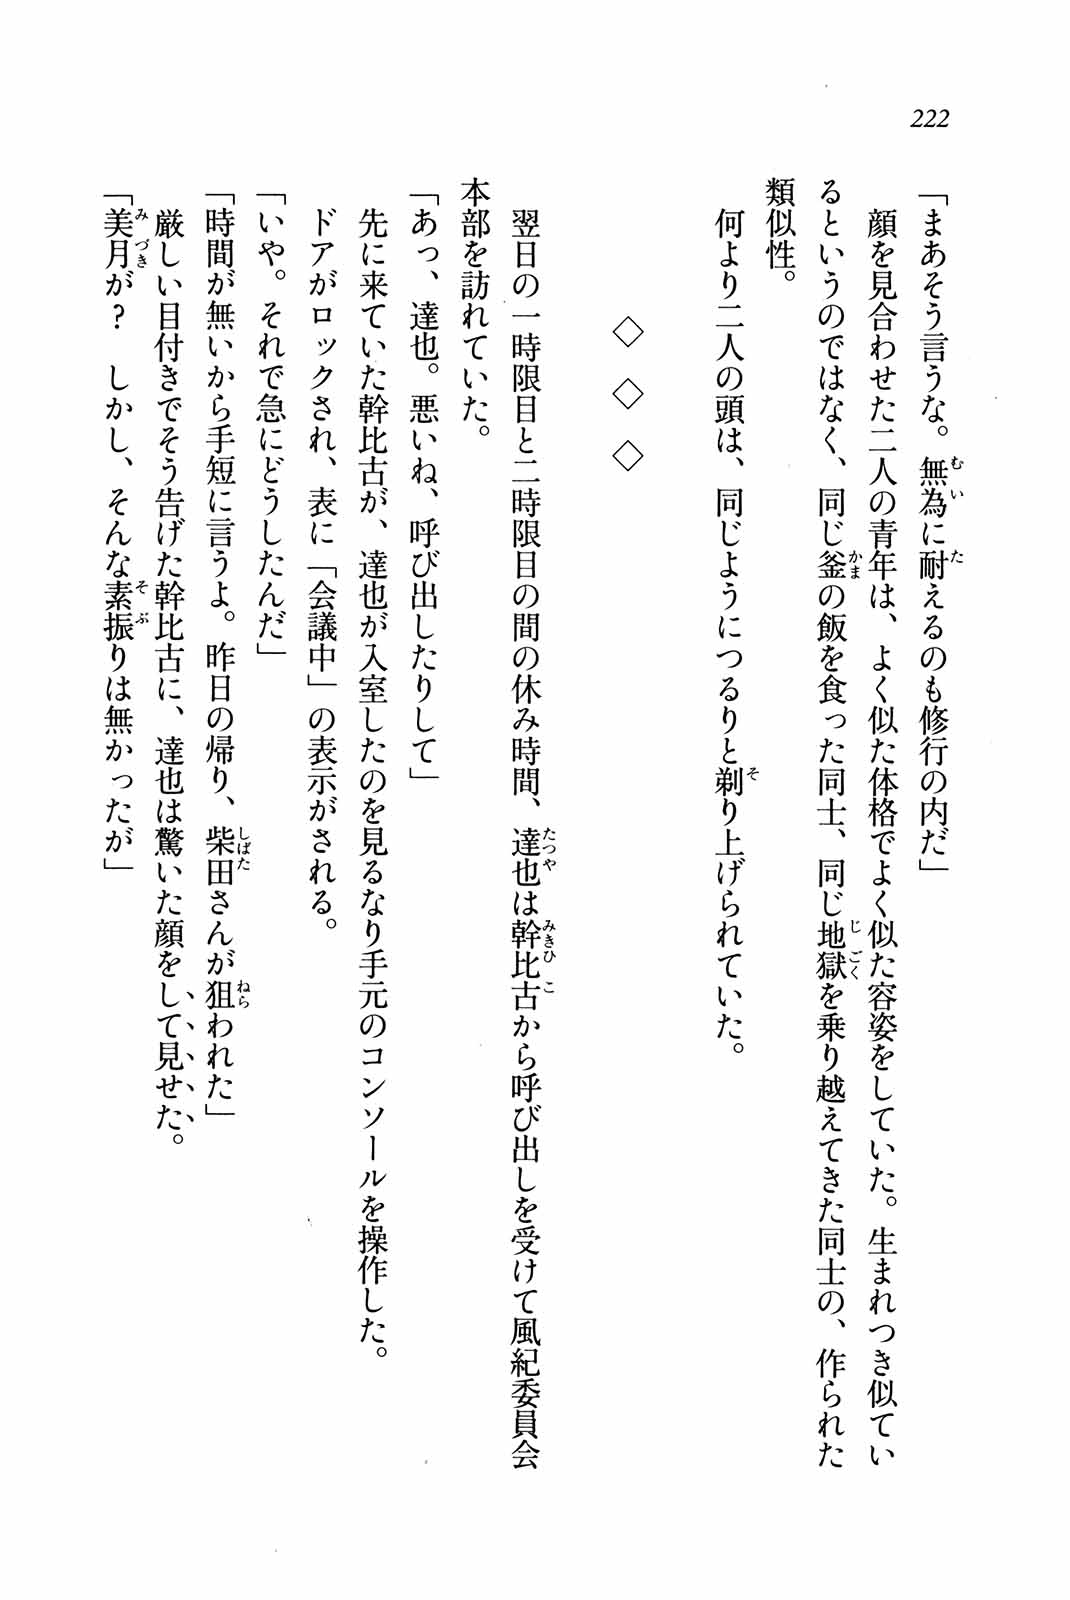 222
「まあそう言うな。無為に耐えるのも修行の内だ」
　顔を見合わせた二人の青年は、よく似た体格でよく似た容姿をしていた。生まれつき似てい
るというのではなく、同じ釜の飯を食った同士、同じ地獄を乗り越えてきた同士の、作られた
類似性。
　何より二人の頭は、同じようにつるりと剃り上げられていた。
◇　◇　◇
　翌日の一時限目と二時限目の間の休み時間、達也は幹比古から呼び出しを受けて風紀委員会
本部を訪れていた。
「あっ、達也。悪いね、呼び出したりして」
　先に来ていた幹比古が、達也が入室したのを見るなり手元のコンソールを操作した。
　ドアがロックされ、表に「会議中」の表示がされる。
「いや。それで急にどうしたんだ」
「時間が無いから手短に言うよ。昨日の帰り、柴田さんが狙われた」
　厳しい目付きでそう告げた幹比古に、達也は驚いた顔をして見せた。
「美月が？　しかし、そんな素振りは無かったが」